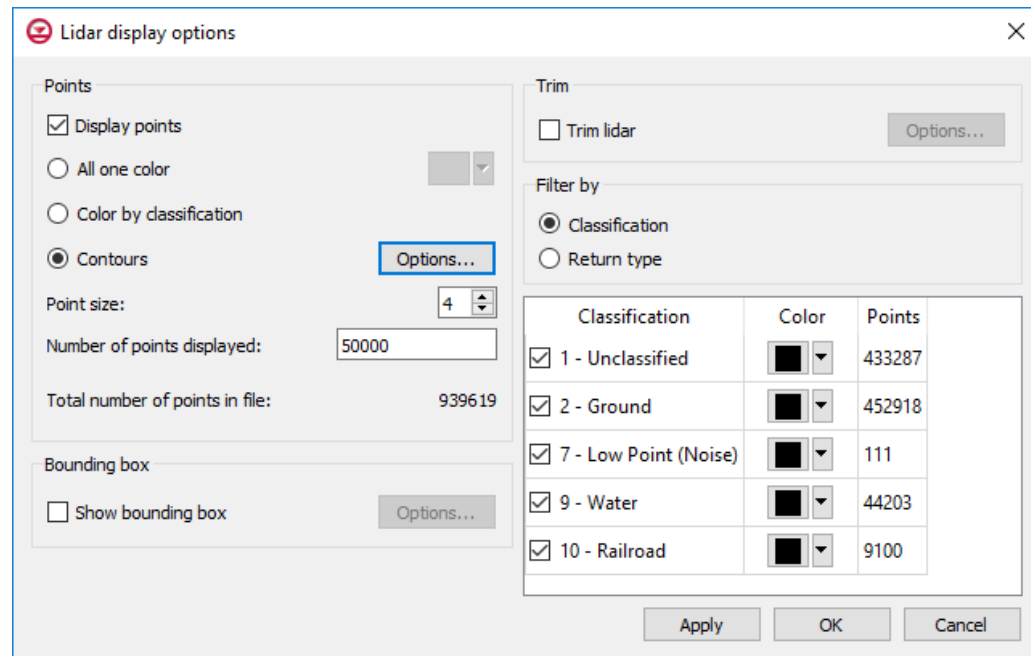 Lidar display options
Points
Display points
All one color
Color by classification
Contours
Options...
Point size:
4
Number of points displayed:
50000
Total number of points in file:
939619
Bounding box
Show bounding box
Options...
Trim
Trim lidar
Options...
Filter by
Classification
Return type
Classification Color Points
1 - Unclassified 433287
2 - Ground 452918
7 - Low Point (Noise) 111
9 - Water 44203
10 - Railroad 9100
Apply
OK
Cancel